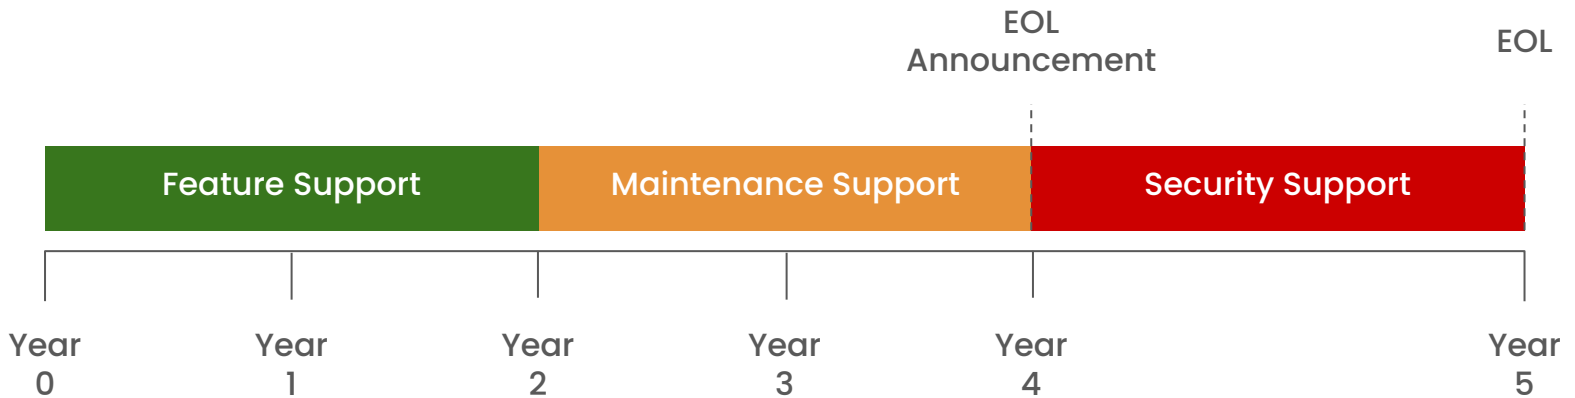 EOL
Announcement
EOL
Feature Support
Maintenance Support
Security Support
Year
0
Year
1
Year
2
Year
3
Year
4
Year
5